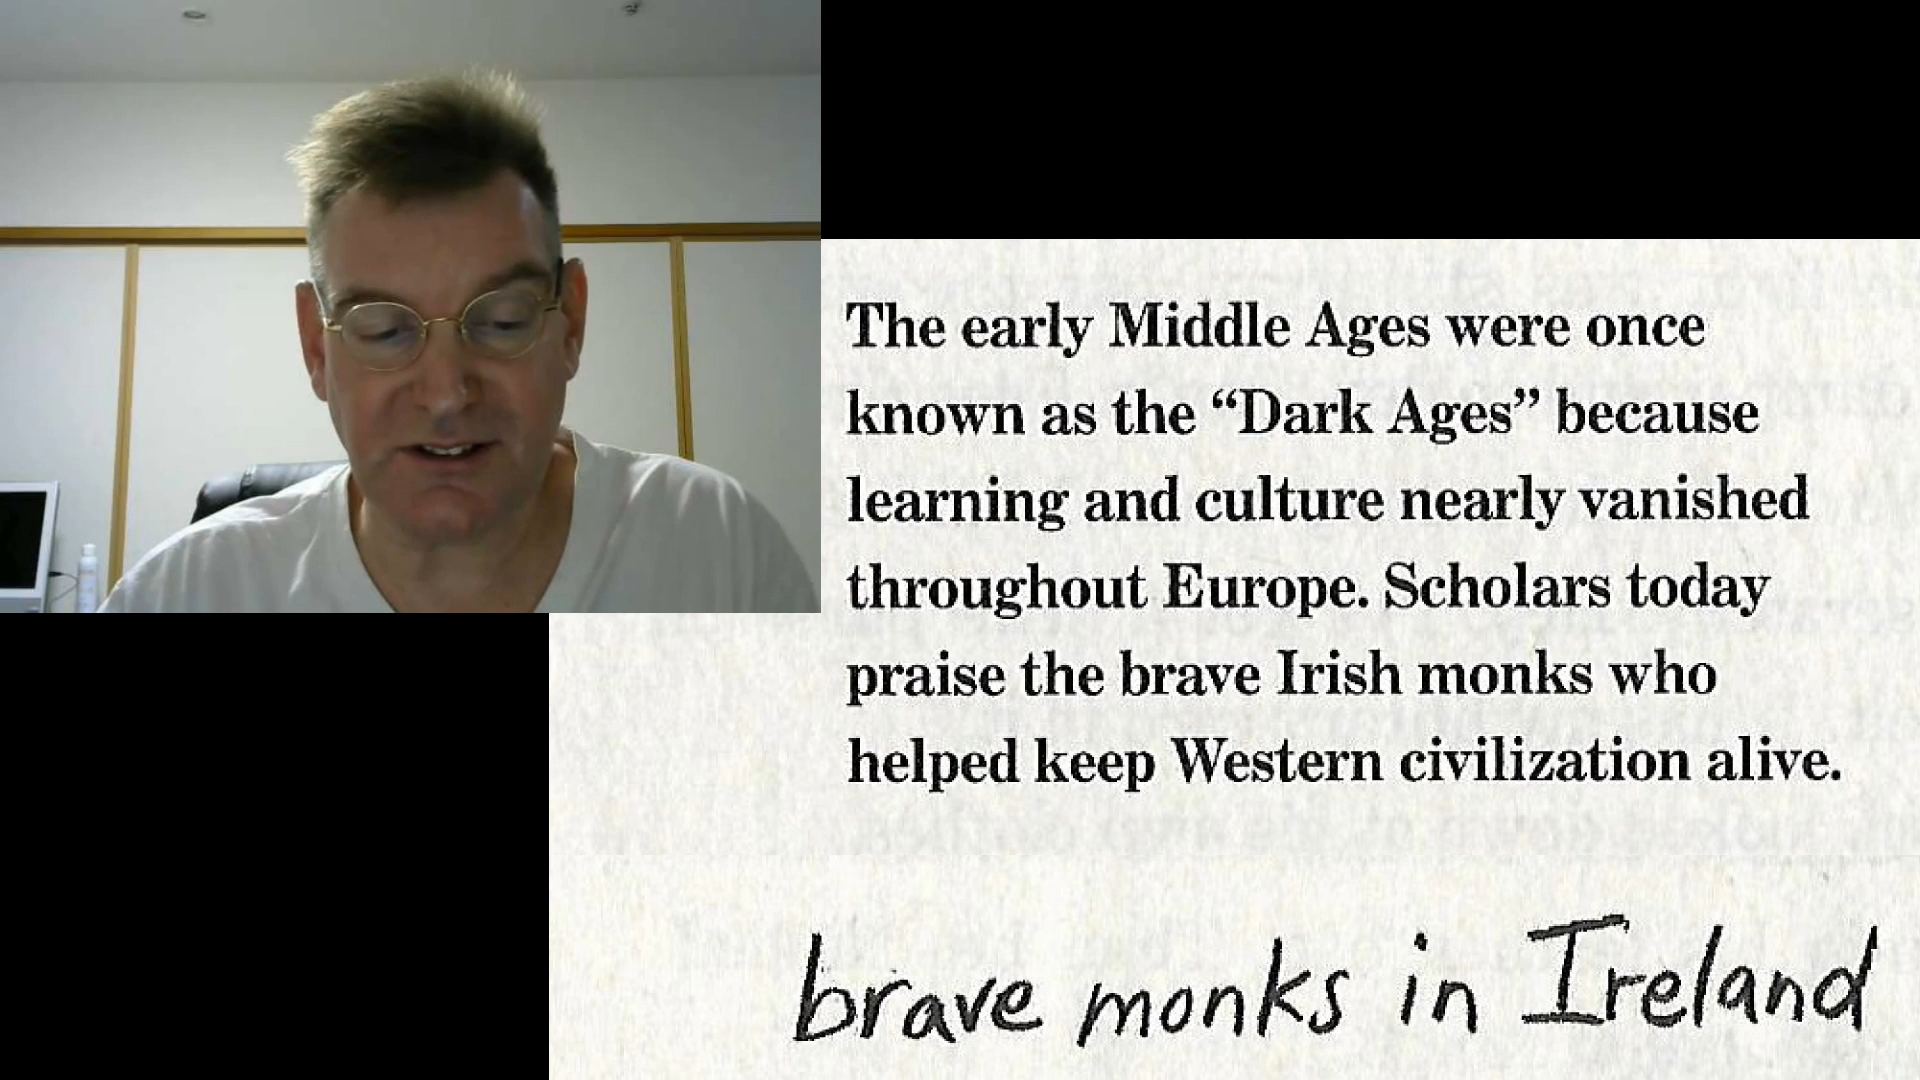 The early Middle Ages were once
known as the “Dark Ages” because
learning and culture nearly vanished
throughout Europe. Scholars today
praise the brave Irish monks who
helped keep Western civilization alive.
brave monks in Ireland